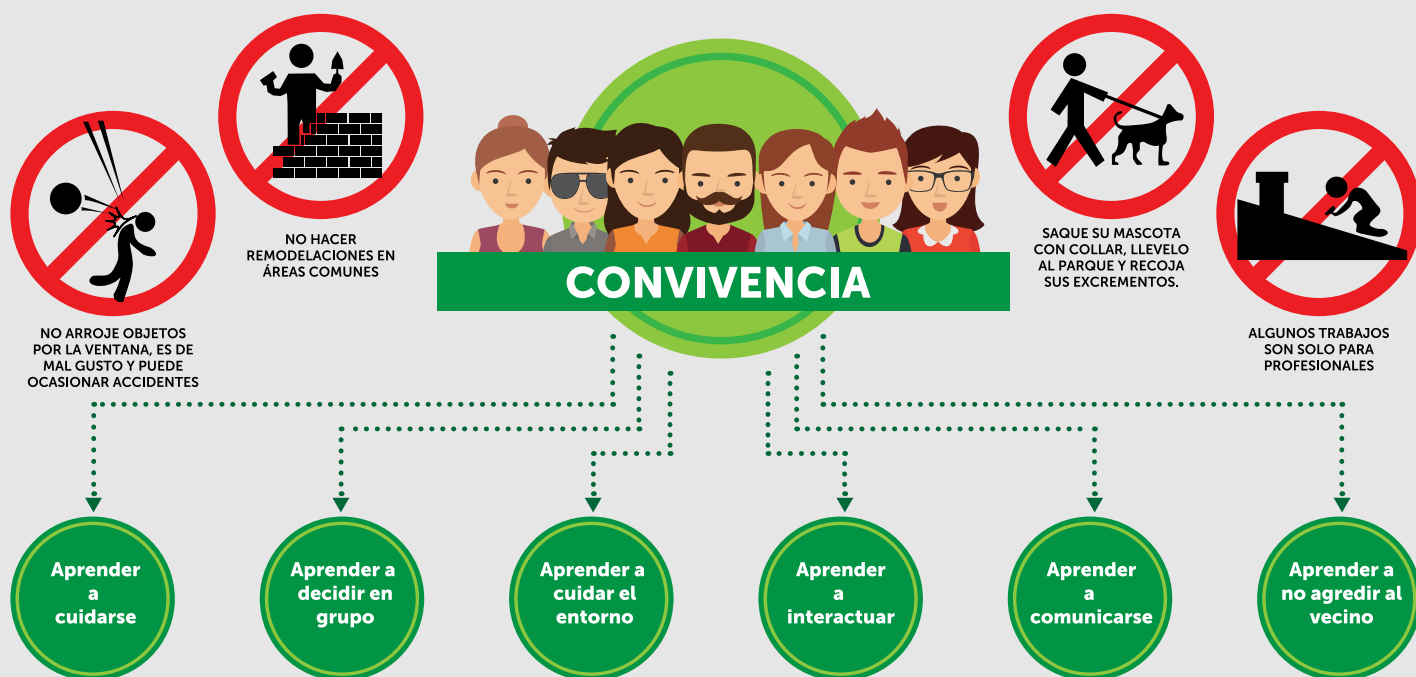 NO ARROJE OBJETOS
POR LA VENTANA, ES DE
MAL GUSTO Y PUEDE
OCASIONAR ACCIDENTES
NO HACER
REMODELACIONES EN
ÁREAS COMUNES
CONVIVENCIA
SAQUE SU MASCOTA
CON COLLAR, LLEVELO
AL PARQUE Y RECOJA
SUS EXCREMENTOS.
ALGUNOS TRABAJOS
SON SOLO PARA
PROFESIONALES
Aprender
a
cuidarse
Aprender a
decidir en
grupo
Aprender a
cuidar el
entorno
Aprender
a
interactuar
Aprender
a
comunicarse
Aprender a
no agredir al
vecino